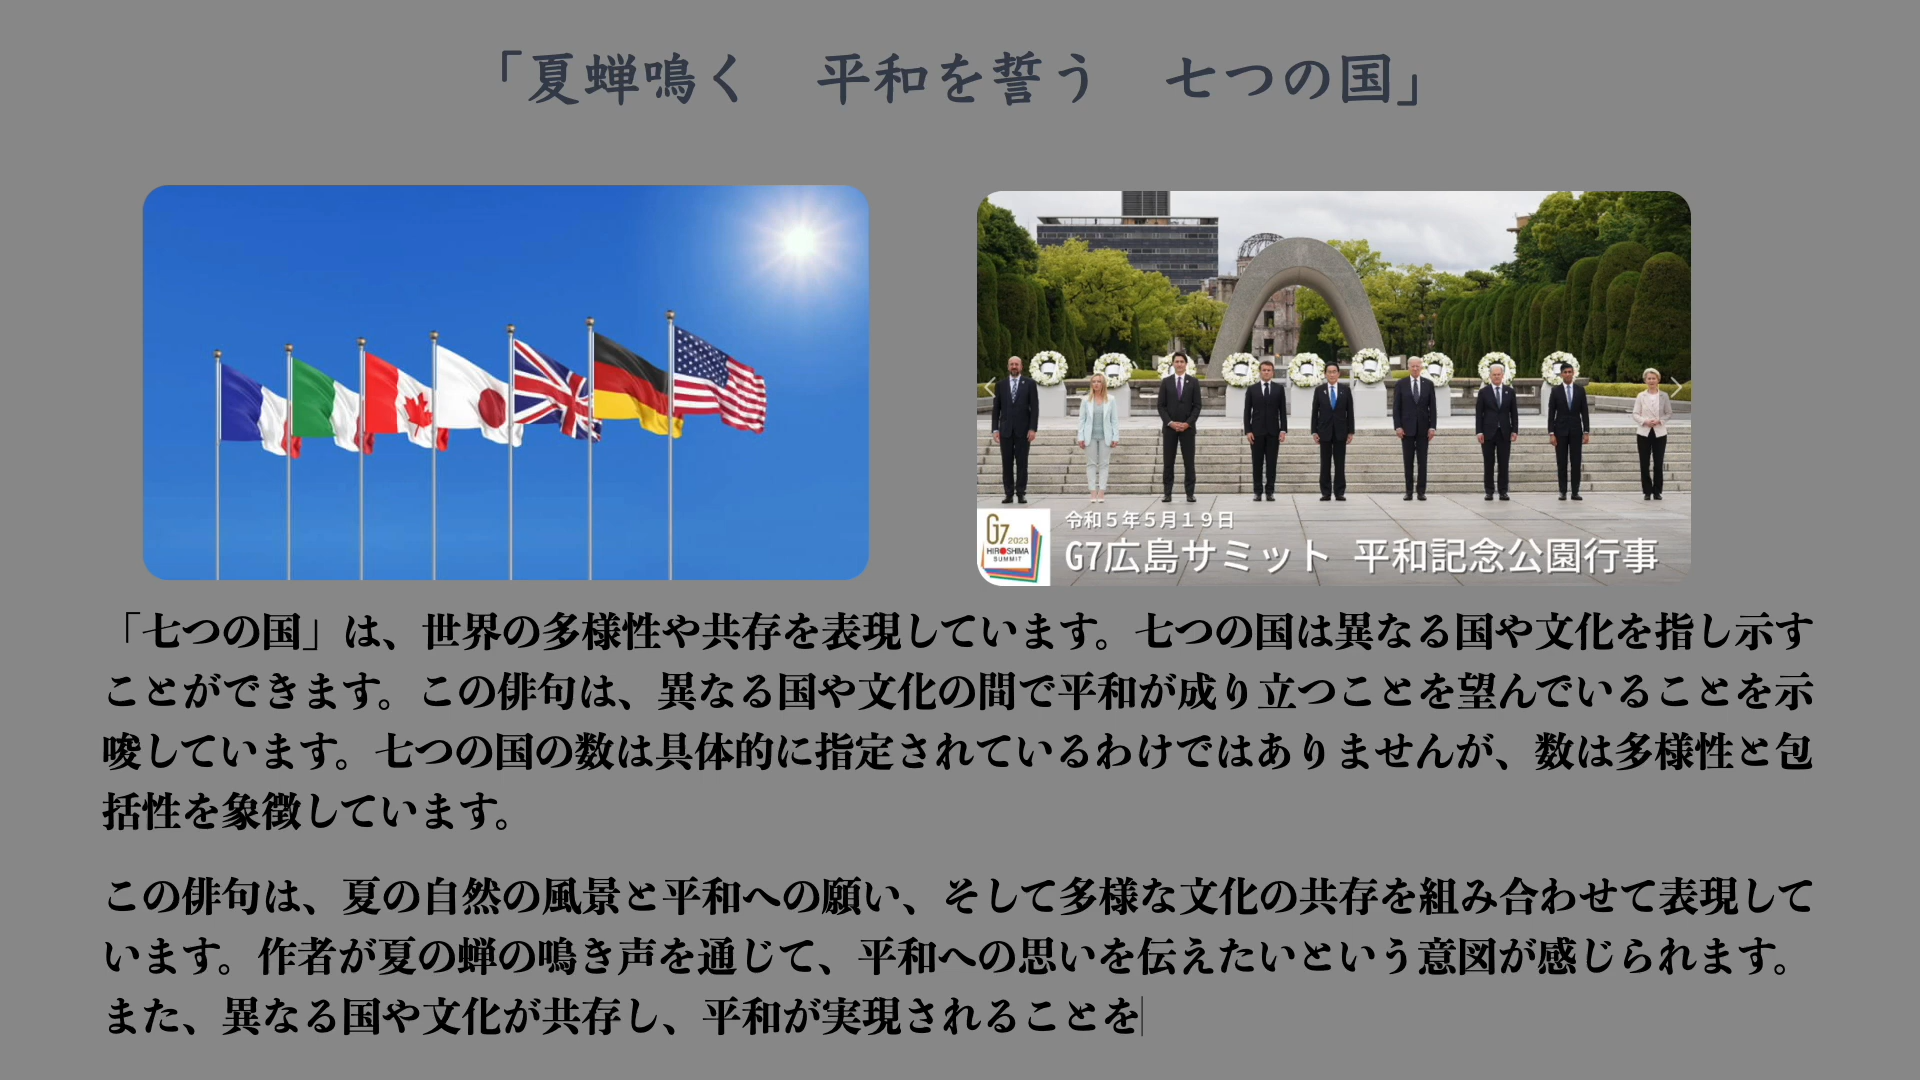 「夏蝉鳴く　平和を誓う　七つの国」
令和５年５月１９日
G7広島サミット 平和記念公園行事
G7
2023
HIROSHIMA
SUMMIT
「七つの国」は、世界の多様性や共存を表現しています。七つの国は異なる国や文化を指し示す
ことができます。この俳句は、異なる国や文化の間で平和が成り立つことを望んでいることを示
唆しています。七つの国の数は具体的に指定されているわけではありませんが、数は多様性と包
括性を象徴しています。
この俳句は、夏の自然の風景と平和への願い、そして多様な文化の共存を組み合わせて表現して
います。作者が夏の蝉の鳴き声を通じて、平和への思いを伝えたいという意図が感じられます。
また、異なる国や文化が共存し、平和が実現されることを